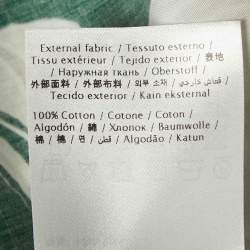 External fabric / Tessuto esterno /
Tissu extérieur / Tejido exterior / 表地
/ Наружная ткань / Oberstoff /
外部面料 / 外部布料 / 외부 소재 / قماش خارجي /
Tecido exterior / Kain eksternal
100% Cotton / Cotone / Coton /
Algodón / 綿 / Хлопок / Baumwolle /
棉 / 棉 / 면 / قطن / Algodão / Katun